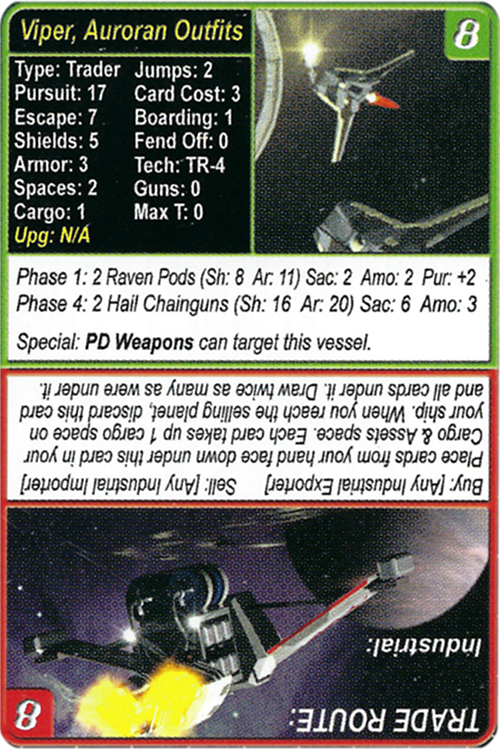 Viper, Auroran Outfits
8
Type: Trader Jumps: 2
Pursuit: 17 Card Cost: 3
Escape: 7 Boarding: 1
Shields: 5 Fend Off: 0
Armor: 3 Tech: TR-4
Spaces: 2 Guns: 0
Cargo: 1 Max T: 0
Upg: N/A
Phase 1: 2 Raven Pods (Sh: 8 Ar: 11) Sac: 2 Amo: 2 Pur: +2
Phase 4: 2 Hail Chainguns (Sh: 16 Ar: 20) Sac: 6 Amo: 3
Special: PD Weapons can target this vessel.
TRADE ROUTE:
8
Industrial:
Buy: [Any Industrial Exporter] Sell: [Any Industrial Importer]
Place cards from your hand face down under this card in your
Cargo & Assets space. Each card takes up 1 cargo space on
your ship. When you reach the selling planet, discard this card
and all cards under it. Draw twice as many as were under it.